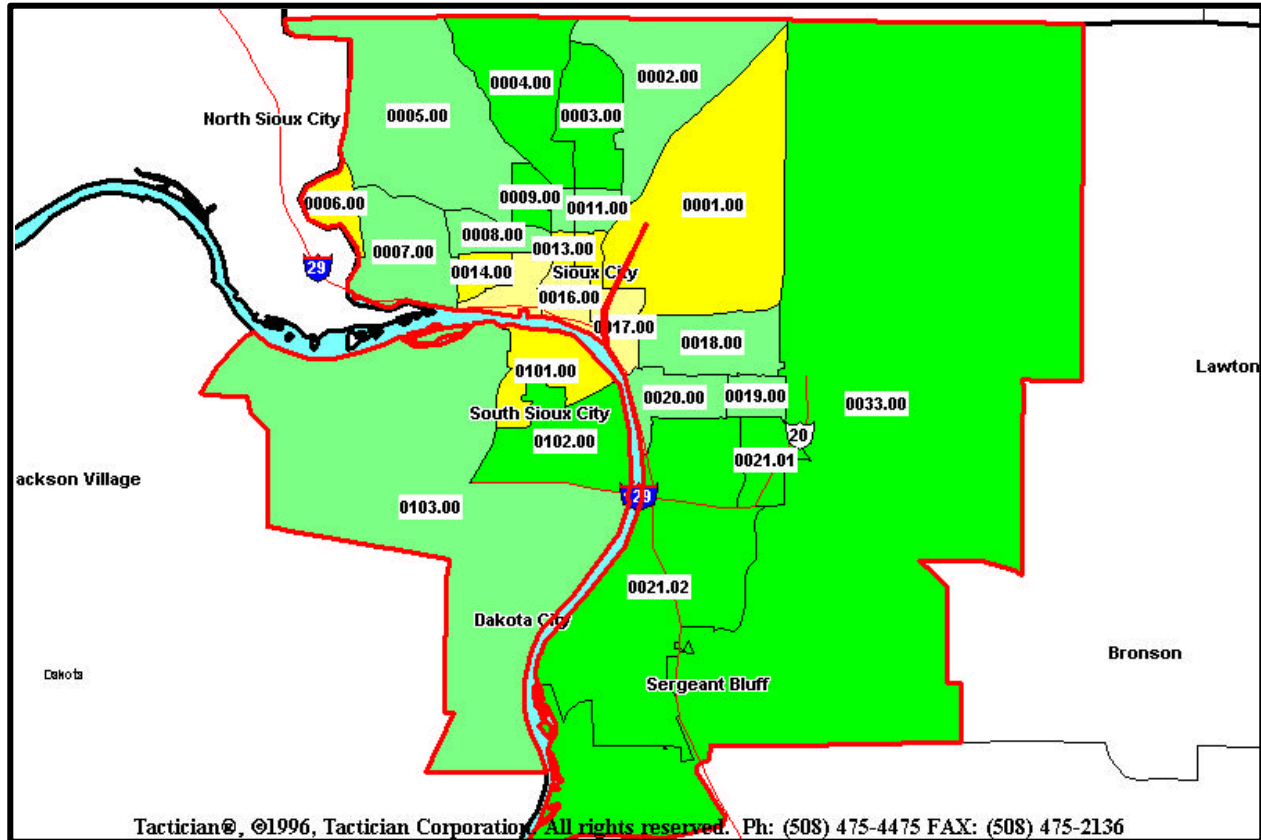 0004.00
0002.00
0005.00
0003.00
North Sioux City
0009.00
0006.00
0011.00
0001.00
0008.00
0007.00
0013.00
29
0014.00
Sioux City
0016.00
0017.00
0018.00
0101.00
Lawton
0020.00
0019.00
0033.00
South Sioux City
0102.00
20
0021.01
ackson Village
0103.00
29
0021.02
Dakota City
Bronson
Dakota
Sergeant Bluff
Tactician®, ©1996, Tactician Corporation, All rights reserved. Ph: (508) 475-4475 FAX: (508) 475-2136